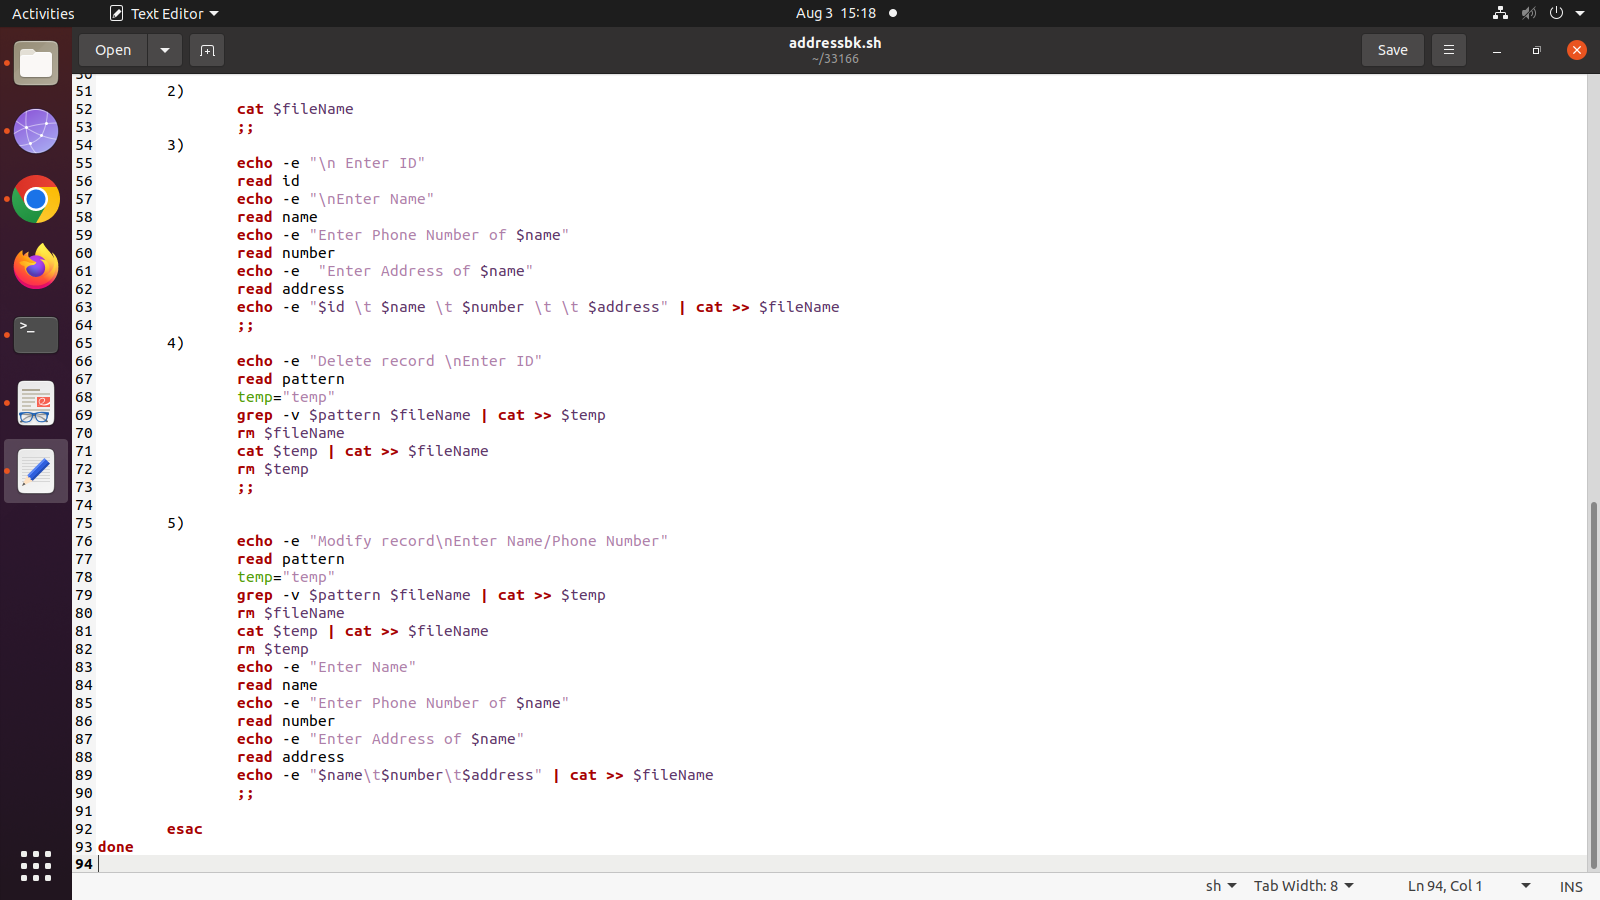 Activities Text Editor Aug 3 15:18
Open addressbk.sh Save
~/33166
50
51 2)
52 cat $fileName
53 ;;
54 3)
55 echo -e "\n Enter ID"
56 read id
57 echo -e "\nEnter Name"
58 read name
59 echo -e "Enter Phone Number of $name"
60 read number
61 echo -e  "Enter Address of $name"
62 read address
63 echo -e "$id \t $name \t $number \t \t $address" | cat >> $fileName
64 ;;
65 4)
66 echo -e "Delete record \nEnter ID"
67 read pattern
68 temp="temp"
69 grep -v $pattern $fileName | cat >> $temp
70 rm $fileName
71 cat $temp | cat >> $fileName
72 rm $temp
73 ;;
74
75 5)
76 echo -e "Modify record\nEnter Name/Phone Number"
77 read pattern
78 temp="temp"
79 grep -v $pattern $fileName | cat >> $temp
80 rm $fileName
81 cat $temp | cat >> $fileName
82 rm $temp
83 echo -e "Enter Name"
84 read name
85 echo -e "Enter Phone Number of $name"
86 read number
87 echo -e "Enter Address of $name"
88 read address
89 echo -e "$name\t$number\t$address" | cat >> $fileName
90 ;;
91
92 esac
93 done
94
sh Tab Width: 8 Ln 94, Col 1 INS